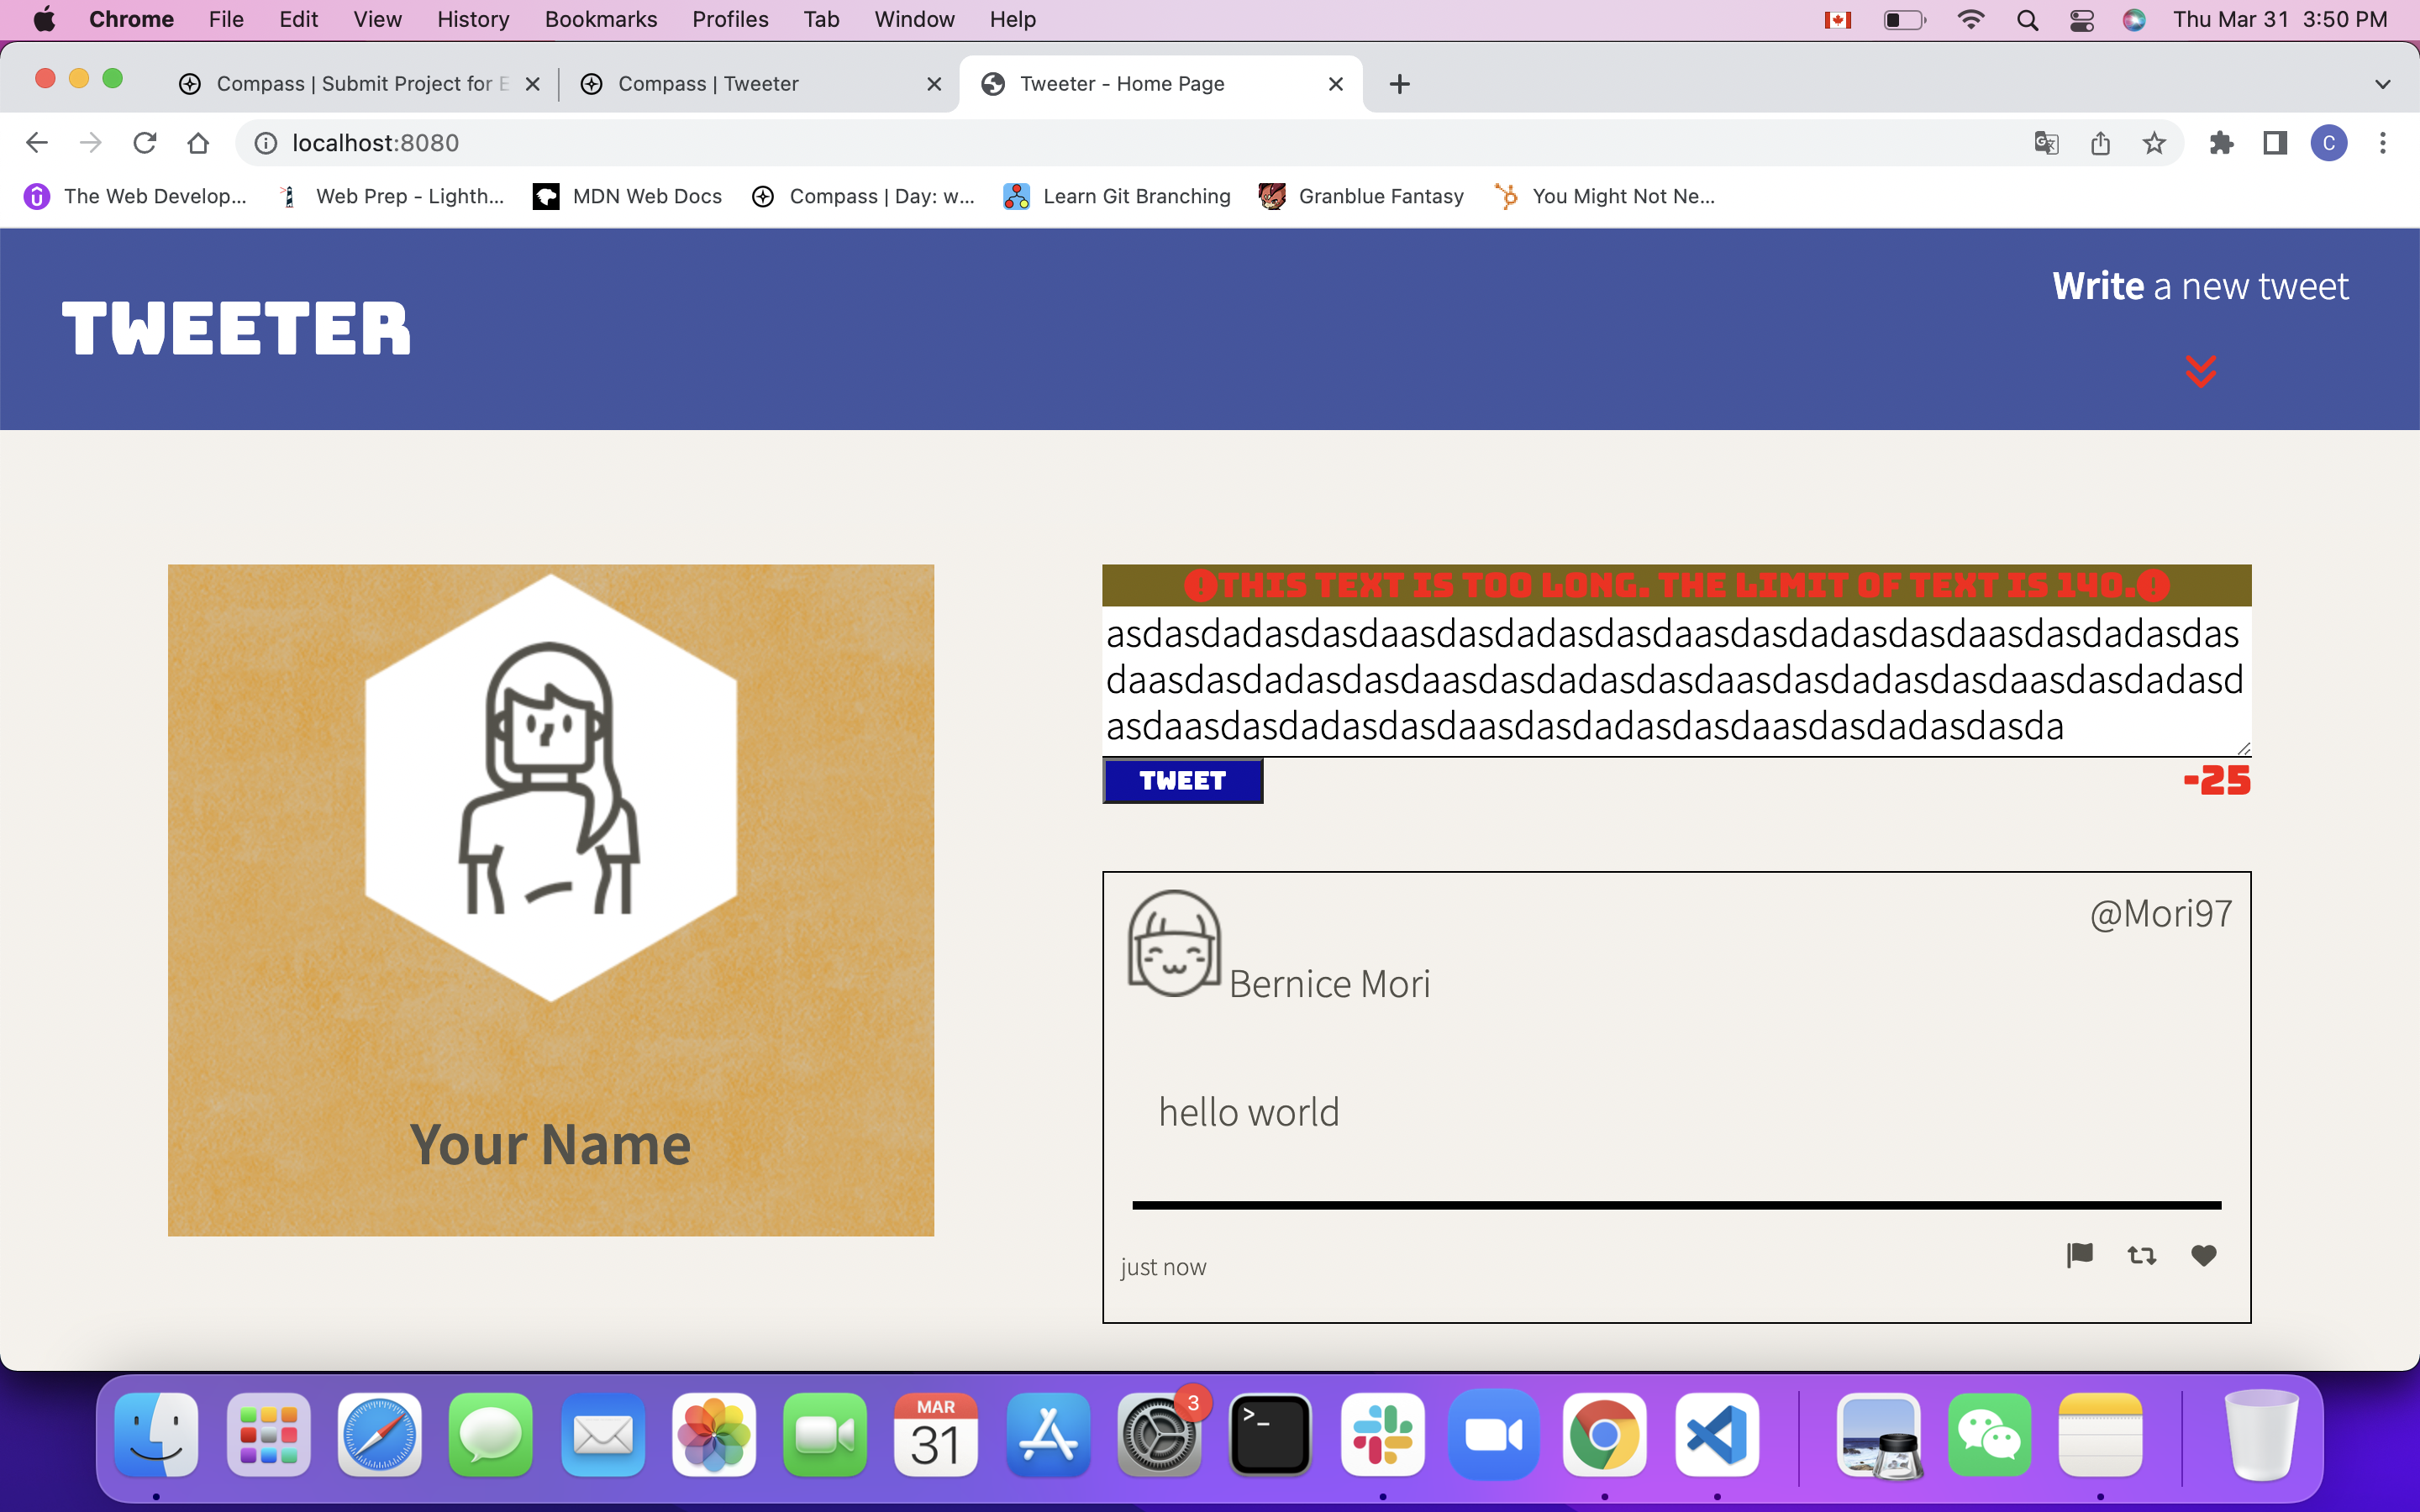 Chrome File Edit View History Bookmarks Profiles Tab Window Help Thu Mar 31 3:50 PM
Compass | Submit Project for E Compass | Tweeter Tweeter - Home Page
localhost:8080 C
The Web Develop... Web Prep - Lighth... MDN Web Docs Compass | Day: w... Learn Git Branching Granblue Fantasy You Might Not Ne...
TWEETER
Write a new tweet
THIS TEXT IS TOO LONG. THE LIMIT OF TEXT IS 140.
asdasdadasdasdaasdasdadasdasdaasdasdadasdasdaasdasdadasdas
daasdasdadasdasdaasdasdadasdasdaasdasdadasdasdaasdasdadasd
asdaasdasdadasdasdaasdasdadasdasdaasdasdadasdasda
TWEET
-25
@Mori97
Bernice Mori
hello world
just now
Your Name
MAR
31
3